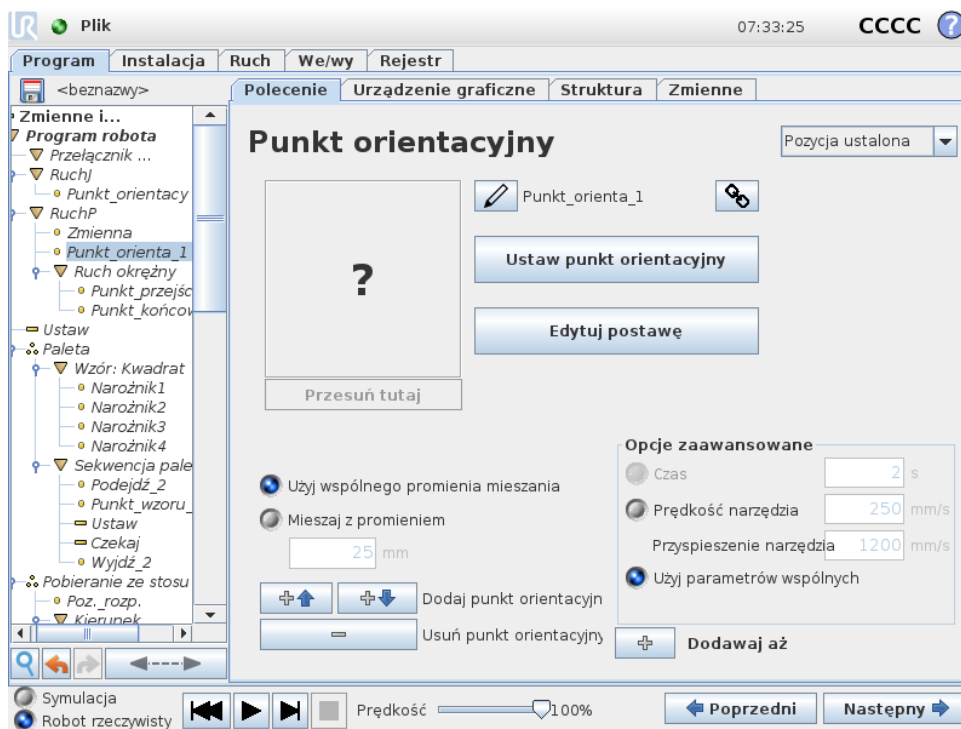 UR Plik 07:33:25 CCCC ?
Program Instalacja Ruch We/wy Rejestr
<beznazwy>
Polecenie Urządzenie graficzne Struktura Zmienne
Zmienne i...
Program robota
Przełącznik ...
RuchJ
Punkt_orientacy
RuchP
Zmienna
Punkt_orienta_1
Ruch okrężny
Punkt_przejśc
Punkt_końcow
Ustaw
Paleta
Wzór: Kwadrat
Narożnik1
Narożnik2
Narożnik3
Narożnik4
Sekwencja pale
Podejdź_2
Punkt_wzoru_
Ustaw
Czekaj
Wyjdź_2
Pobieranie ze stosu
Poz._rozp.
Kierunek
Punkt orientacyjny
Pozycja ustalona
?
Punkt_orienta_1
Ustaw punkt orientacyjny
Edytuj postawę
Przesuń tutaj
Użyj wspólnego promienia mieszania
Mieszaj z promieniem
25 mm
Dodaj punkt orientacyjn
Usuń punkt orientacyjny
Opcje zaawansowane
Czas 2 s
Prędkość narzędzia 250 mm/s
Przyspieszenie narzędzia 1200 mm/s
Użyj parametrów wspólnych
Dodawaj aż
Symulacja
Robot rzeczywisty
Prędkość 100%
Poprzedni
Następny